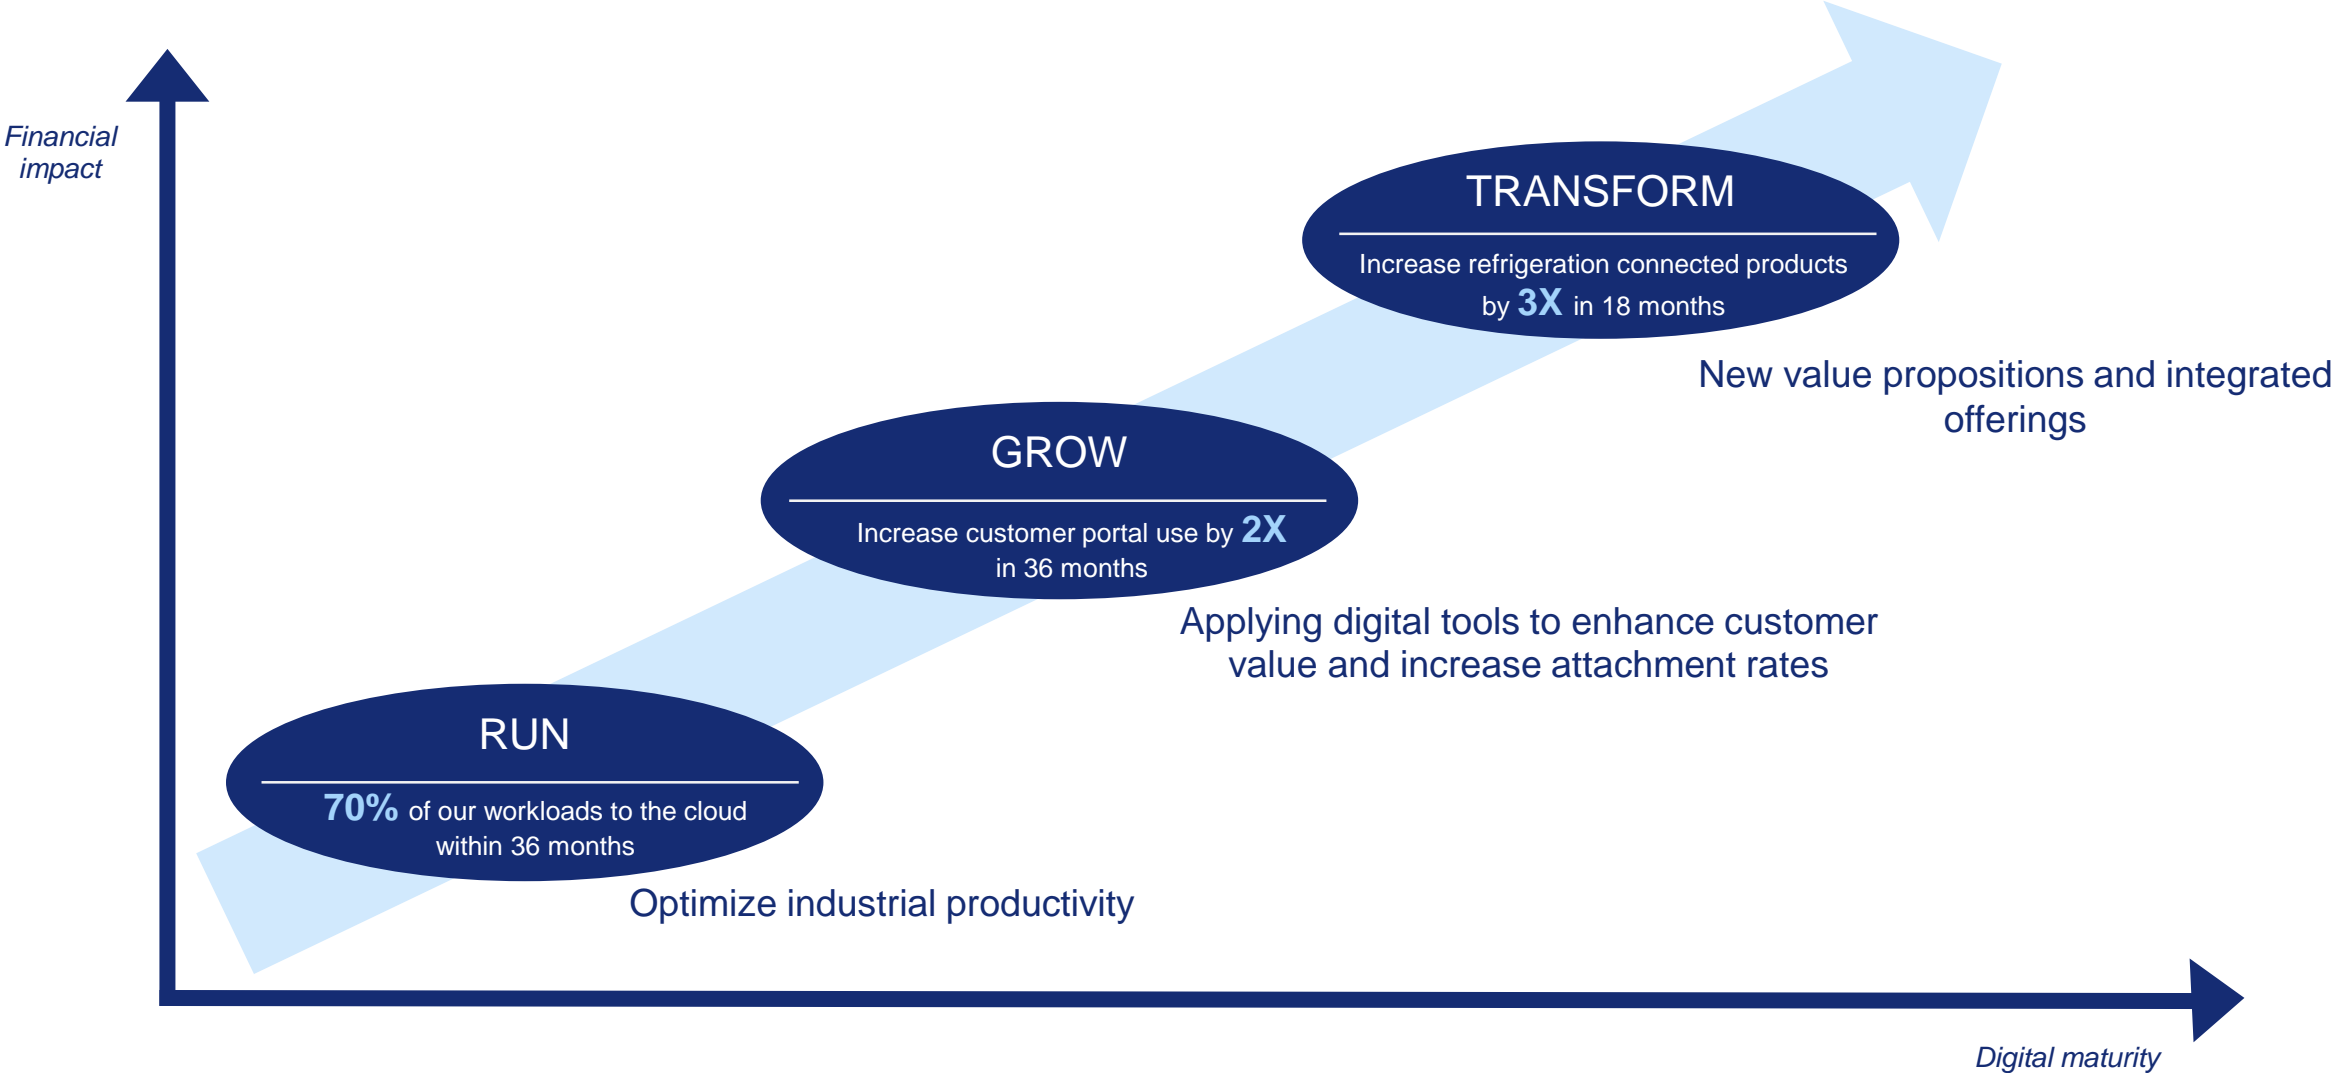 Financial
impact
TRANSFORM
Increase refrigeration connected products
by 3X in 18 months
New value propositions and integrated
offerings
GROW
Increase customer portal use by 2X
in 36 months
Applying digital tools to enhance customer
value and increase attachment rates
RUN
70% of our workloads to the cloud
within 36 months
Optimize industrial productivity
Digital maturity